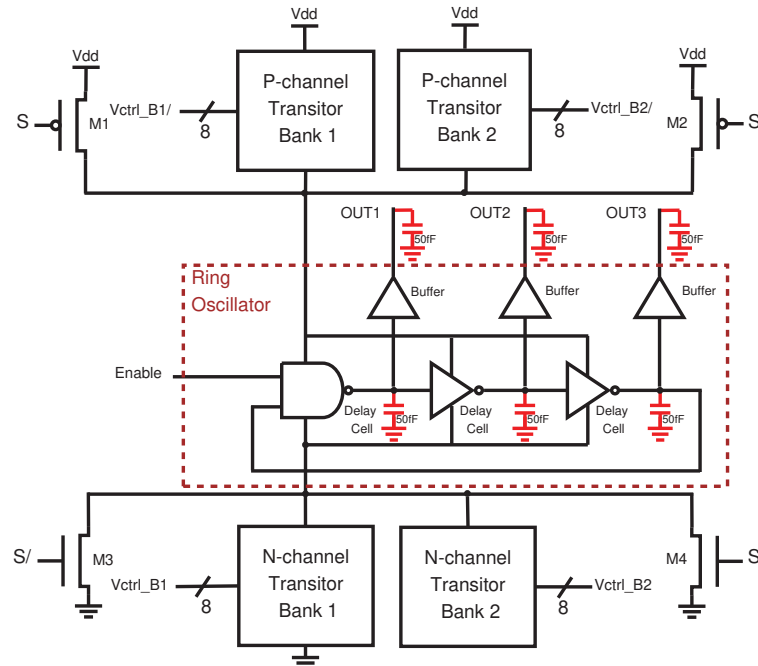 Vdd
Vdd
Vdd
Vdd
P-channel
Transitor
Bank 1
P-channel
Transitor
Bank 2
S
M1
Vctrl_B1/
8
Vctrl_B2/
8
M2
S
OUT1
OUT2
OUT3
50fF
50fF
50fF
Ring
Oscillator
Buffer
Buffer
Buffer
Enable
Delay
Cell
50fF
Delay
Cell
50fF
Delay
Cell
50fF
S/
M3
Vctrl_B1
8
N-channel
Transitor
Bank 1
N-channel
Transitor
Bank 2
Vctrl_B2
8
M4
S